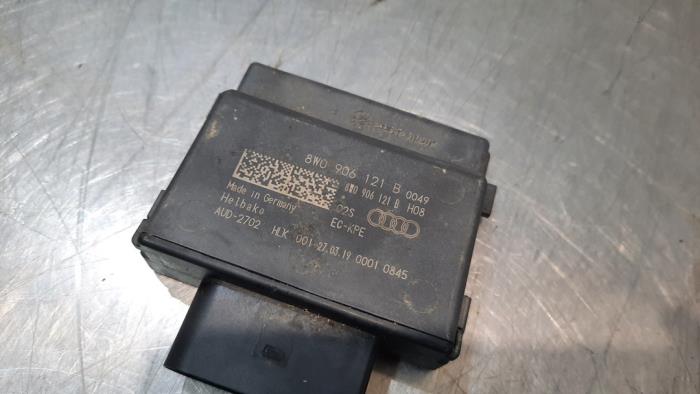 8W0 906 121 B 0049
8W0 906 121 B H08
02S
Made in Germany
EC-KPE
Helbako
AUD-2702 HLK 001 27.03.19 0001 0845